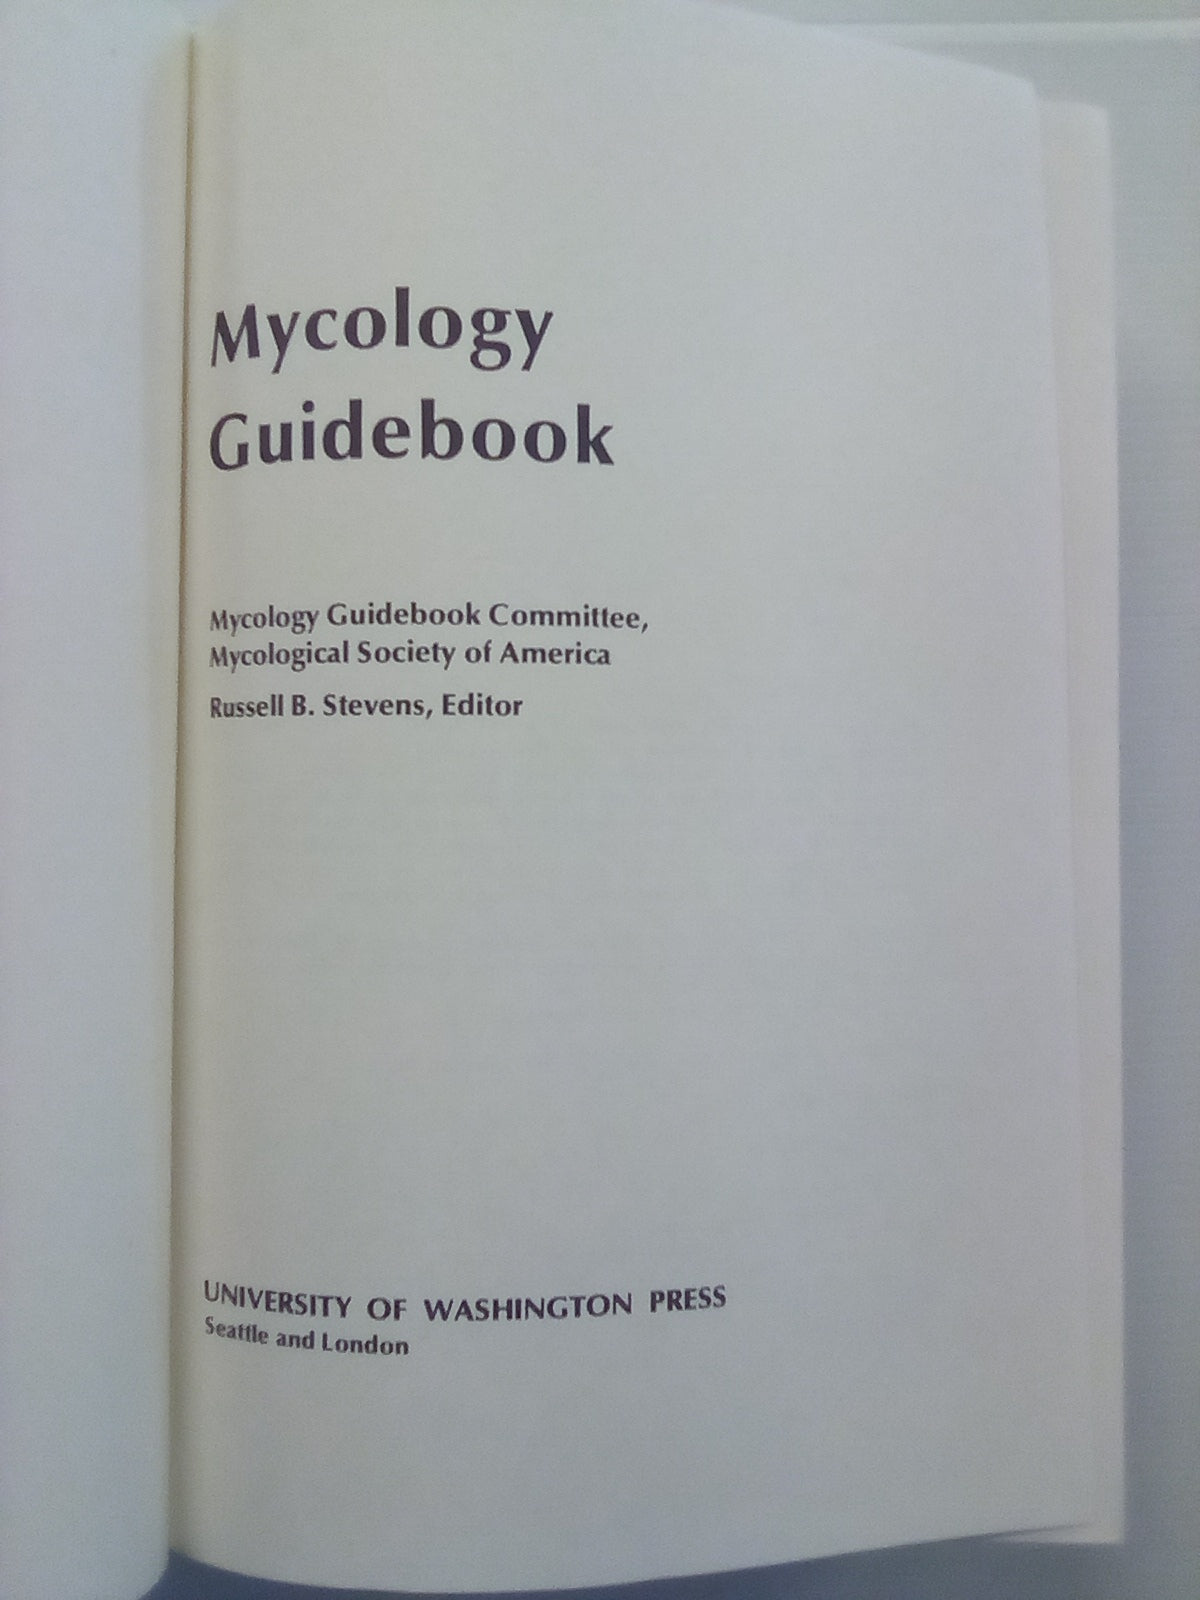 Mycology
Guidebook
Mycology Guidebook Committee,
Mycological Society of America
Russell B. Stevens, Editor
UNIVERSITY OF WASHINGTON PRESS
Seattle and London